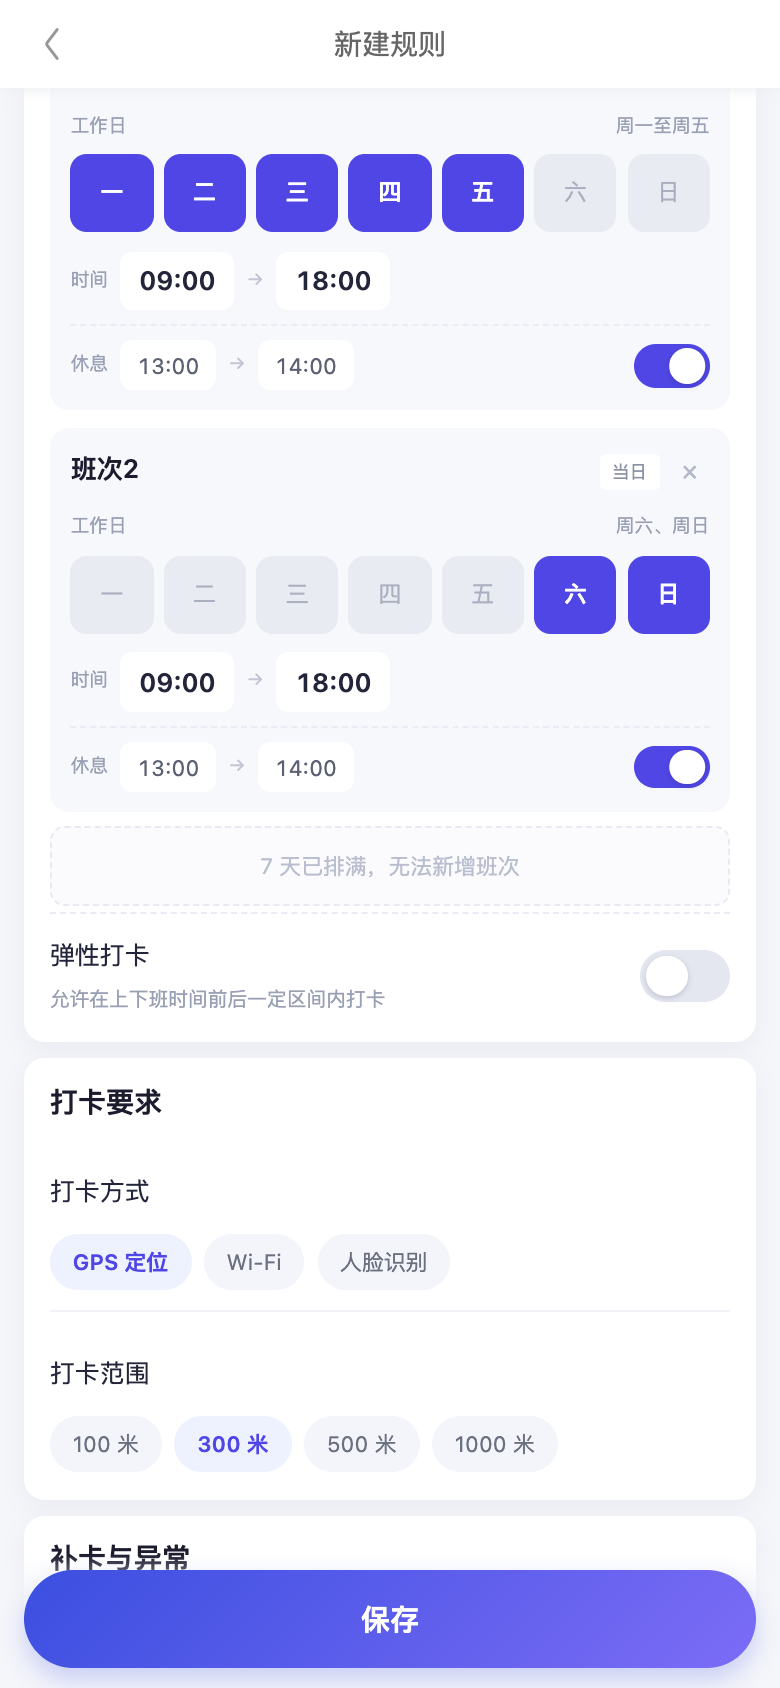 新建规则
工作日 周一至周五
一 二 三 四 五 六 日
时间 09:00 → 18:00
休息 13:00 → 14:00
班次2 当日 ×
工作日 周六、周日
一 二 三 四 五 六 日
时间 09:00 → 18:00
休息 13:00 → 14:00
7 天已排满，无法新增班次
弹性打卡
允许在上下班时间前后一定区间内打卡
打卡要求
打卡方式
GPS 定位 Wi-Fi 人脸识别
打卡范围
100 米 300 米 500 米 1000 米
补卡与异常
保存